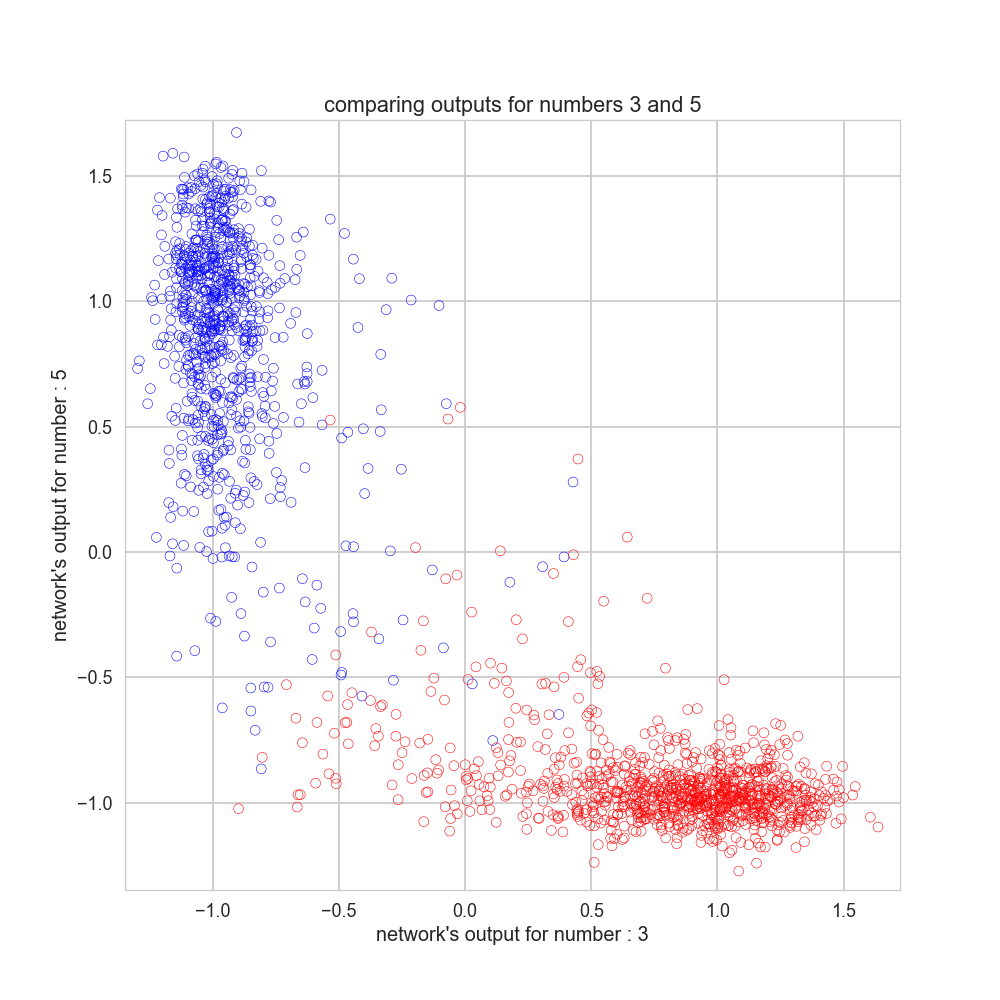 comparing outputs for numbers 3 and 5
network's output for number : 5
1.5
1.0
0.5
0.0
−0.5
−1.0
−1.0 −0.5 0.0 0.5 1.0 1.5
network's output for number : 3